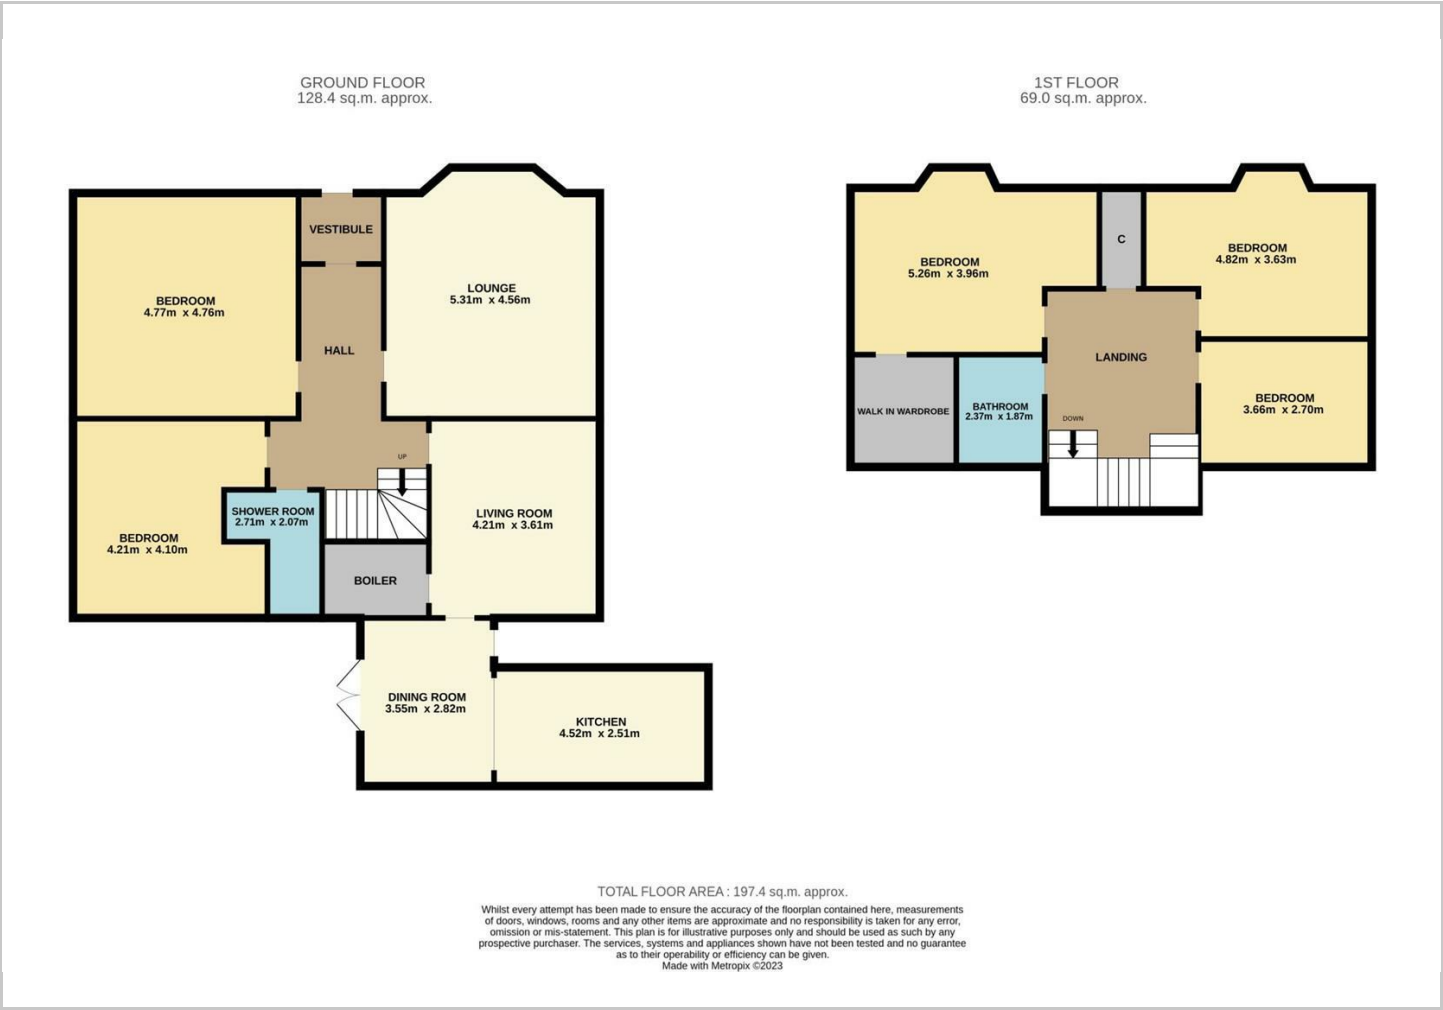 GROUND FLOOR
128.4 sq.m. approx.
1ST FLOOR
69.0 sq.m. approx.
VESTIBULE
BEDROOM
4.77m x 4.76m
LOUNGE
5.31m x 4.56m
HALL
UP
BEDROOM
4.21m x 4.10m
SHOWER ROOM
2.71m x 2.07m
LIVING ROOM
4.21m x 3.61m
BOILER
DINING ROOM
3.55m x 2.82m
KITCHEN
4.52m x 2.51m
BEDROOM
5.26m x 3.96m
C
BEDROOM
4.82m x 3.63m
LANDING
WALK IN WARDROBE
BATHROOM
2.37m x 1.87m
DOWN
BEDROOM
3.66m x 2.70m
TOTAL FLOOR AREA : 197.4 sq.m. approx.
Whilst every attempt has been made to ensure the accuracy of the floorplan contained here, measurements
of doors, windows, rooms and any other items are approximate and no responsibility is taken for any error,
omission or mis-statement. This plan is for illustrative purposes only and should be used as such by any
prospective purchaser. The services, systems and appliances shown have not been tested and no guarantee
as to their operability or efficiency can be given.
Made with Metropix ©2023